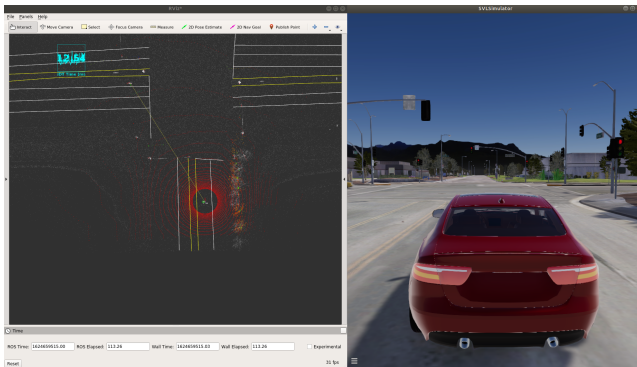 RViz*
SVLSimulator
File Panels Help
Interact Move Camera Select Focus Camera Measure 2D Pose Estimate 2D Nav Goal Publish Point
12.54
Time
ROS Time: 1624659515.00 ROS Elapsed: 113.26 Wall Time: 1624659515.03 Wall Elapsed: 113.26 Experimental
Reset
31 fps